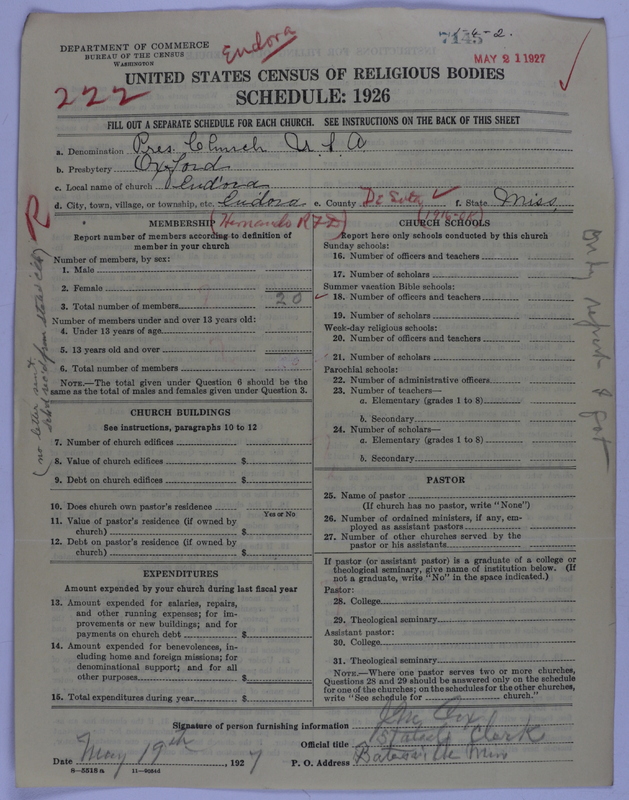 DEPARTMENT OF COMMERCE
BUREAU OF THE CENSUS
WASHINGTON
Eudora
MAY 21 1927
UNITED STATES CENSUS OF RELIGIOUS BODIES
222
SCHEDULE: 1926
FILL OUT A SEPARATE SCHEDULE FOR EACH CHURCH. SEE INSTRUCTIONS ON THE BACK OF THIS SHEET
a. Denomination Pres. Church U S A
b. Presbytery Oxford
c. Local name of church Eudora
d. City, town, village, or township, etc. Eudora e. County De Soto f. State Miss,
R
(Hernando RFD)
MEMBERSHIP
Report number of members according to definition of
member in your church
Number of members, by sex:
1. Male
2. Female
3. Total number of members 20
Number of members under and over 13 years old:
4. Under 13 years of age
5. 13 years old and over
6. Total number of members
NOTE.—The total given under Question 6 should be the
same as the total of males and females given under Question 3.
CHURCH BUILDINGS
See instructions, paragraphs 10 to 12
7. Number of church edifices
8. Value of church edifices $
9. Debt on church edifices $
10. Does church own pastor's residence
Yes or No
11. Value of pastor's residence (if owned by
church) $
12. Debt on pastor's residence (if owned by
church) $
EXPENDITURES
Amount expended by your church during last fiscal year
13. Amount expended for salaries, repairs,
and other running expenses; for im-
provements or new buildings; and for
payments on church debt $
14. Amount expended for benevolences, in-
cluding home and foreign missions; for
denominational support; and for all
other purposes $
15. Total expenditures during year $
(no letter sent
CHURCH SCHOOLS
Report here only schools conducted by this church
Sunday schools:
16. Number of officers and teachers
17. Number of scholars
Summer vacation Bible schools:
18. Number of officers and teachers
19. Number of scholars
Week-day religious schools:
20. Number of officers and teachers
21. Number of scholars
Parochial schools:
22. Number of administrative officers
23. Number of teachers—
a. Elementary (grades 1 to 8)
b. Secondary
24. Number of scholars—
a. Elementary (grades 1 to 8)
b. Secondary
PASTOR
25. Name of pastor
(If church has no pastor, write "None")
26. Number of ordained ministers, if any, em-
ployed as assistant pastors
27. Number of other churches served by the
pastor or his assistants
If pastor (or assistant pastor) is a graduate of a college or
theological seminary, give name of institution below. (If
not a graduate, write "No" in the space indicated.)
Pastor:
28. College
29. Theological seminary
Assistant pastor:
30. College
31. Theological seminary
NOTE.—Where one pastor serves two or more churches,
Questions 28 and 29 should be answered only on the schedule
for one of the churches; on the schedules for the other churches,
write "See schedule for church."
Only report I got
Signature of person furnishing information
Official title Stated Clerk
Date May 19th, 1927 P. O. Address Batesville Miss
8—5518 a